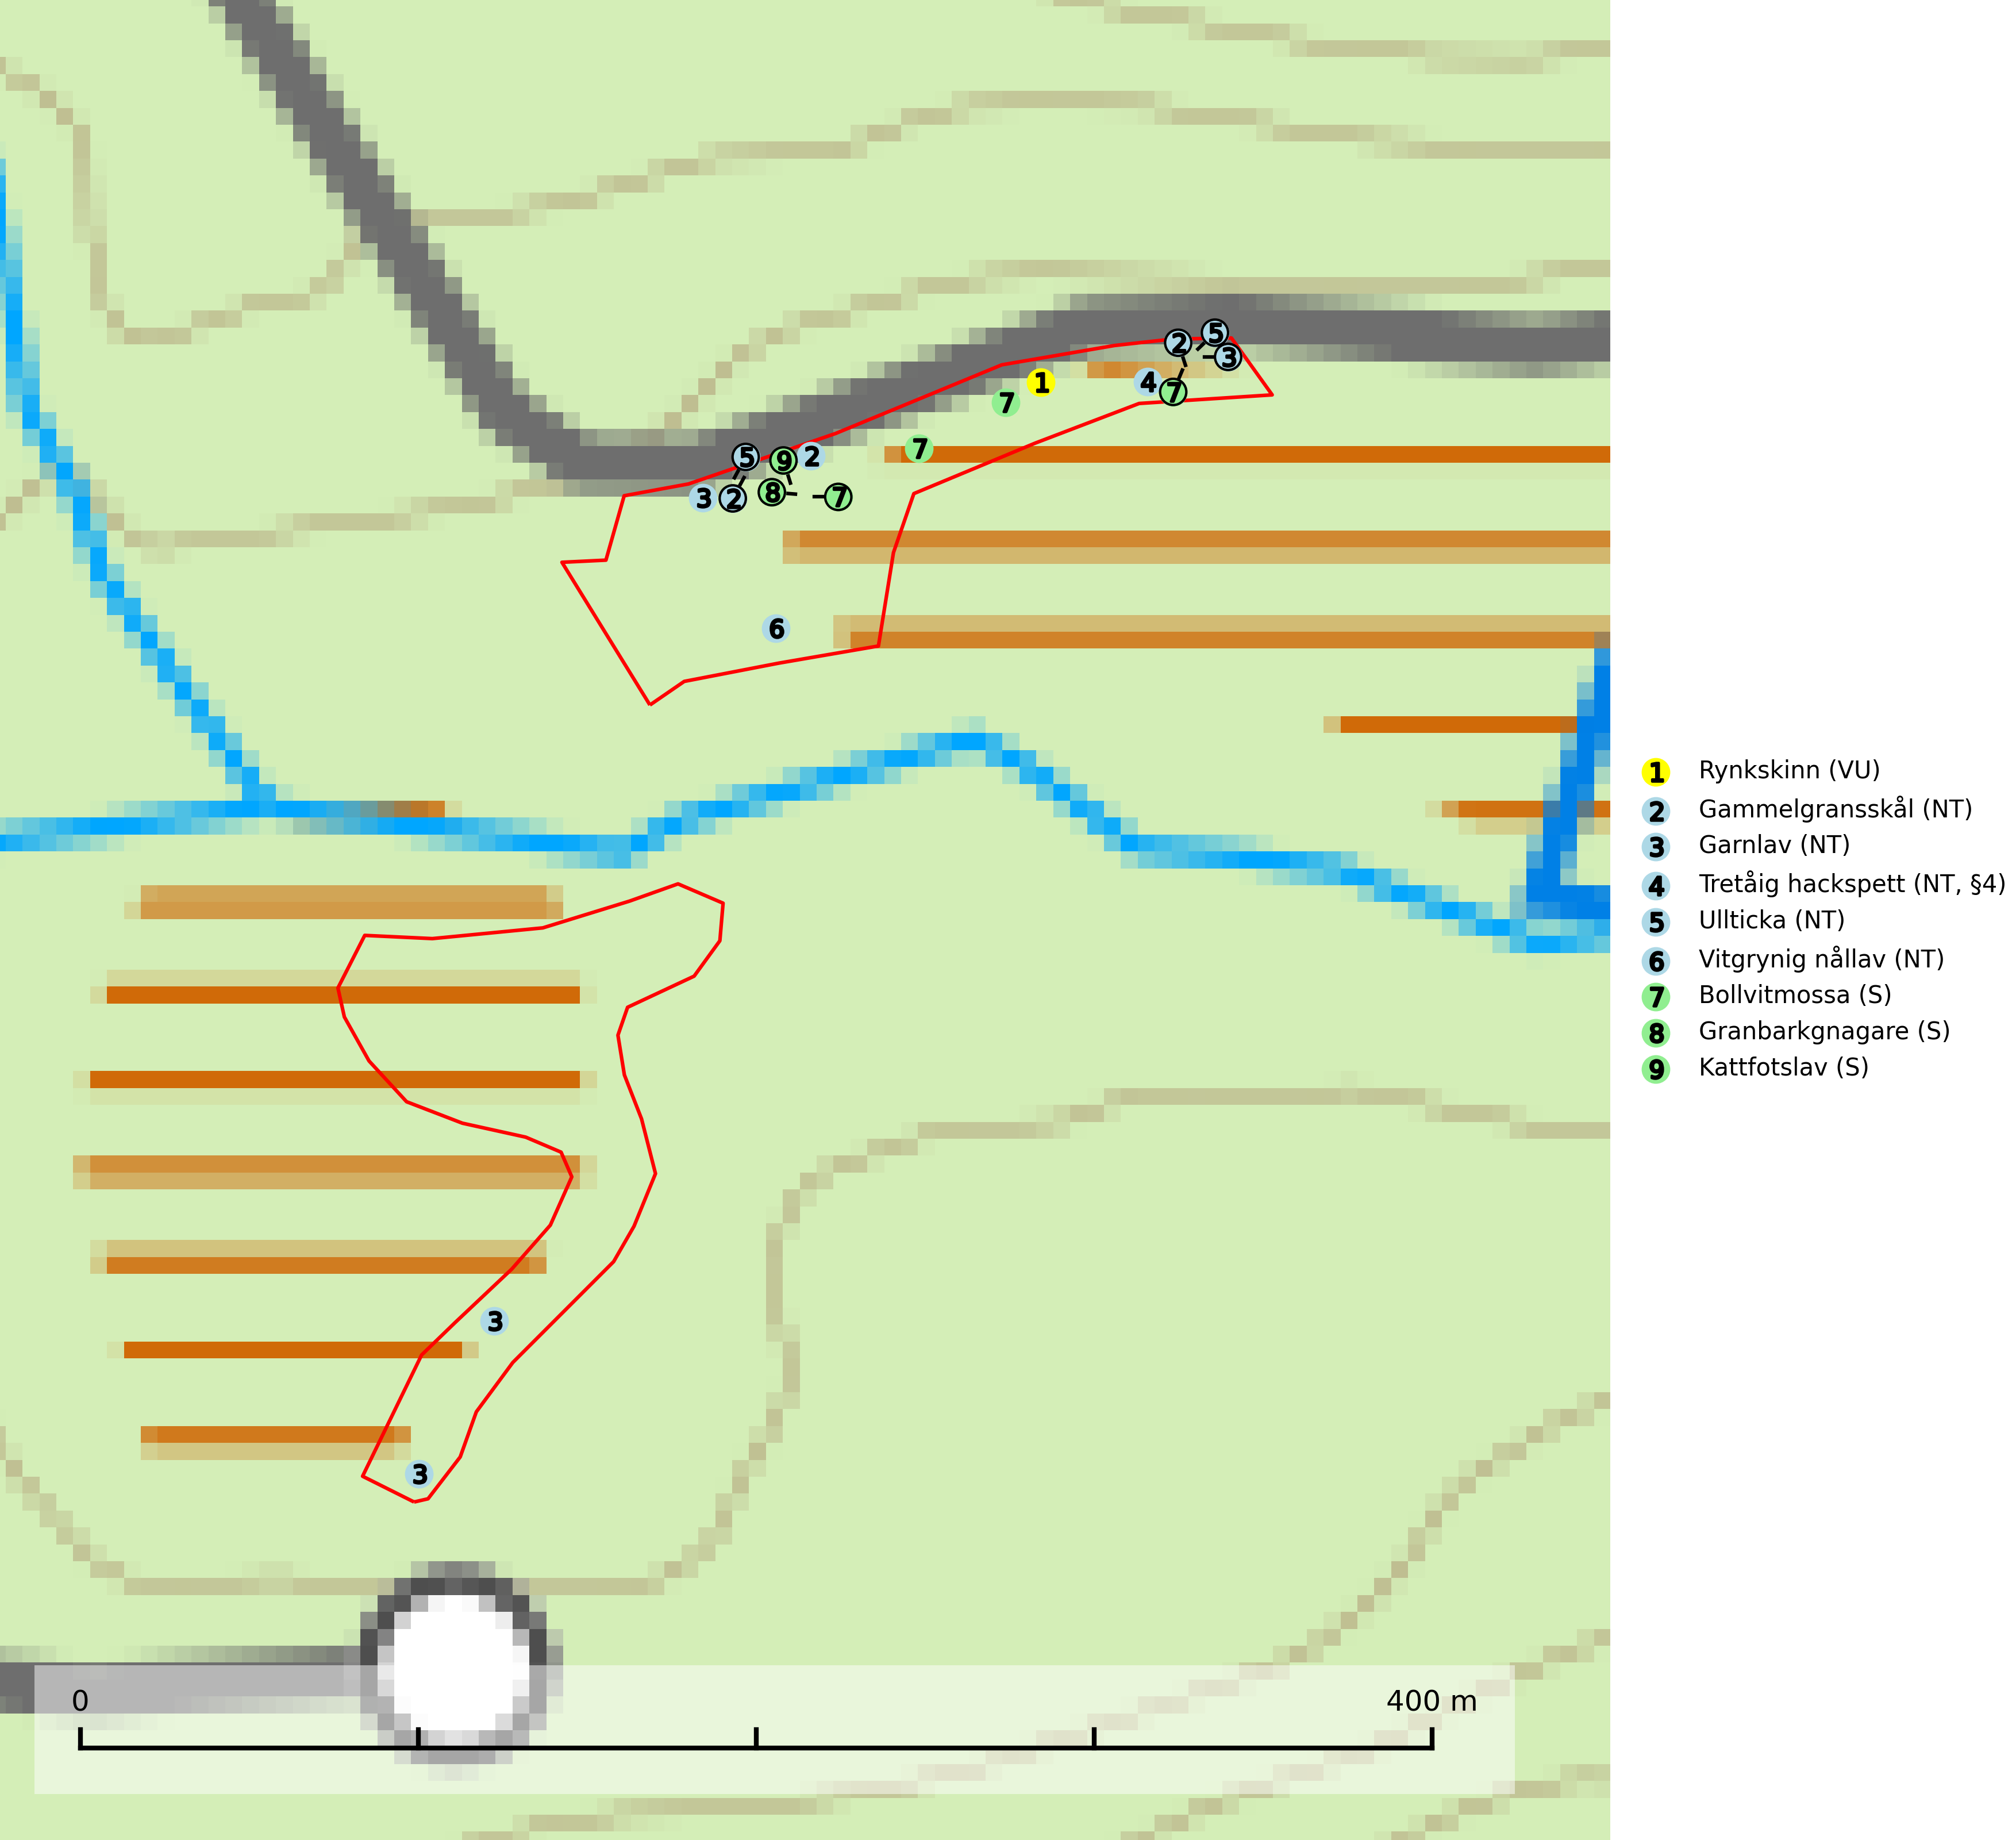 5 2 3
1 4 7
7
5 9 2 7
3 2 8 7
6
3
3
1 Rynkskinn (VU)
2 Gammelgransskål (NT)
3 Garnlav (NT)
4 Tretåig hackspett (NT, §4)
5 Ullticka (NT)
6 Vitgrynig nållav (NT)
7 Bollvitmossa (S)
8 Granbarkgnagare (S)
9 Kattfotslav (S)
0 400 m